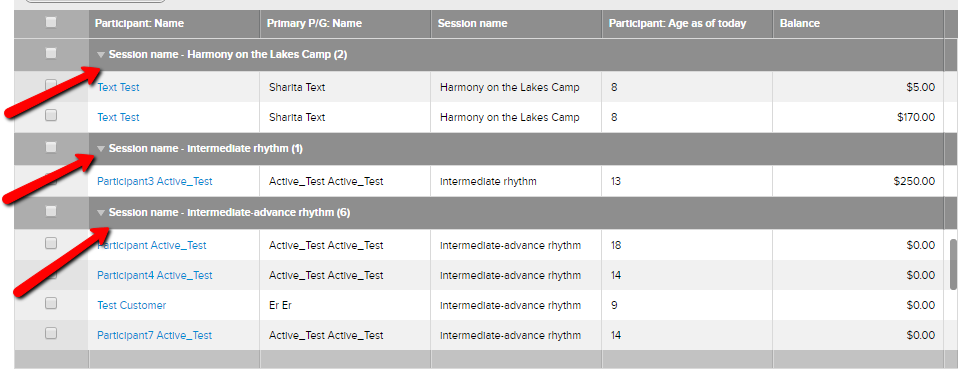 Participant: Name Primary P/G: Name Session name Participant: Age as of today Balance
Session name - Harmony on the Lakes Camp (2)
Text Test Sharita Text Harmony on the Lakes Camp 8 $5.00
Text Test Sharita Text Harmony on the Lakes Camp 8 $170.00
Session name - Intermediate rhythm (1)
Participant3 Active_Test Active_Test Active_Test Intermediate rhythm 13 $250.00
Session name - Intermediate-advance rhythm (6)
Participant Active_Test Active_Test Active_Test Intermediate-advance rhythm 18 $0.00
Participant4 Active_Test Active_Test Active_Test Intermediate-advance rhythm 14 $0.00
Test Customer Er Er Intermediate-advance rhythm 9 $0.00
Participant7 Active_Test Active_Test Active_Test Intermediate-advance rhythm 14 $0.00